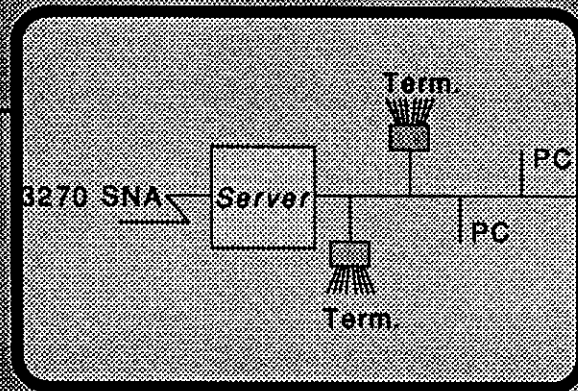 Term.
PC
3270 SNA
Server
PC
Term.